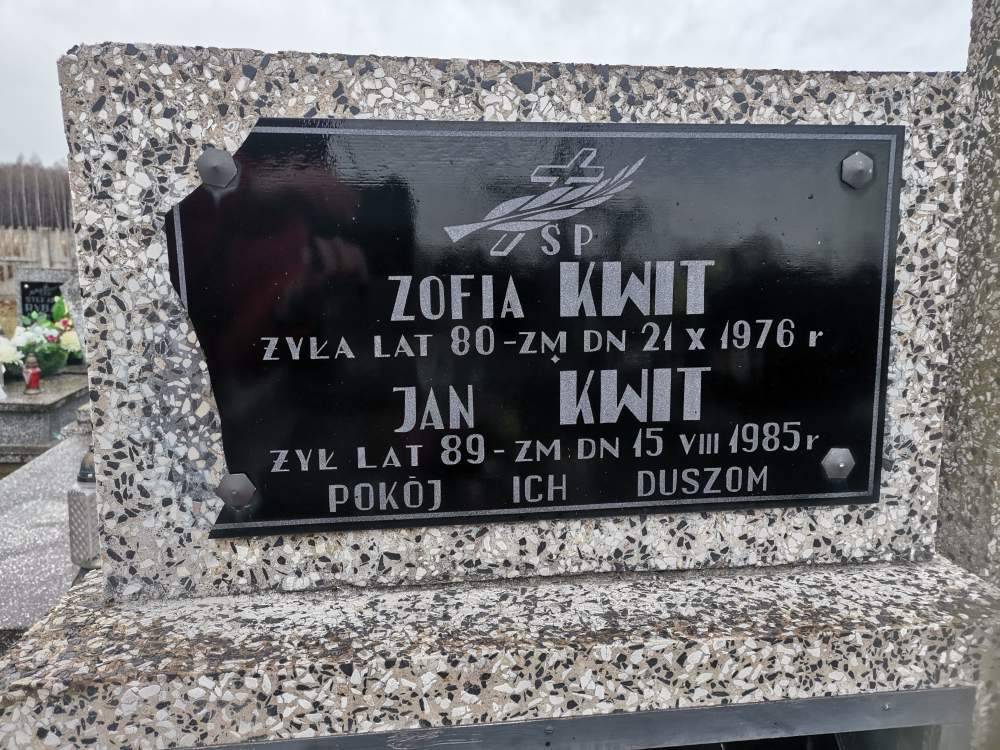 S P
ZOFIA KWIT
ŻYŁA LAT 80 - ZM DN 21 X 1976 r
JAN KWIT
ŻYŁ LAT 89 - ZM DN 15 VIII 1985 r
POKÓJ ICH DUSZOM